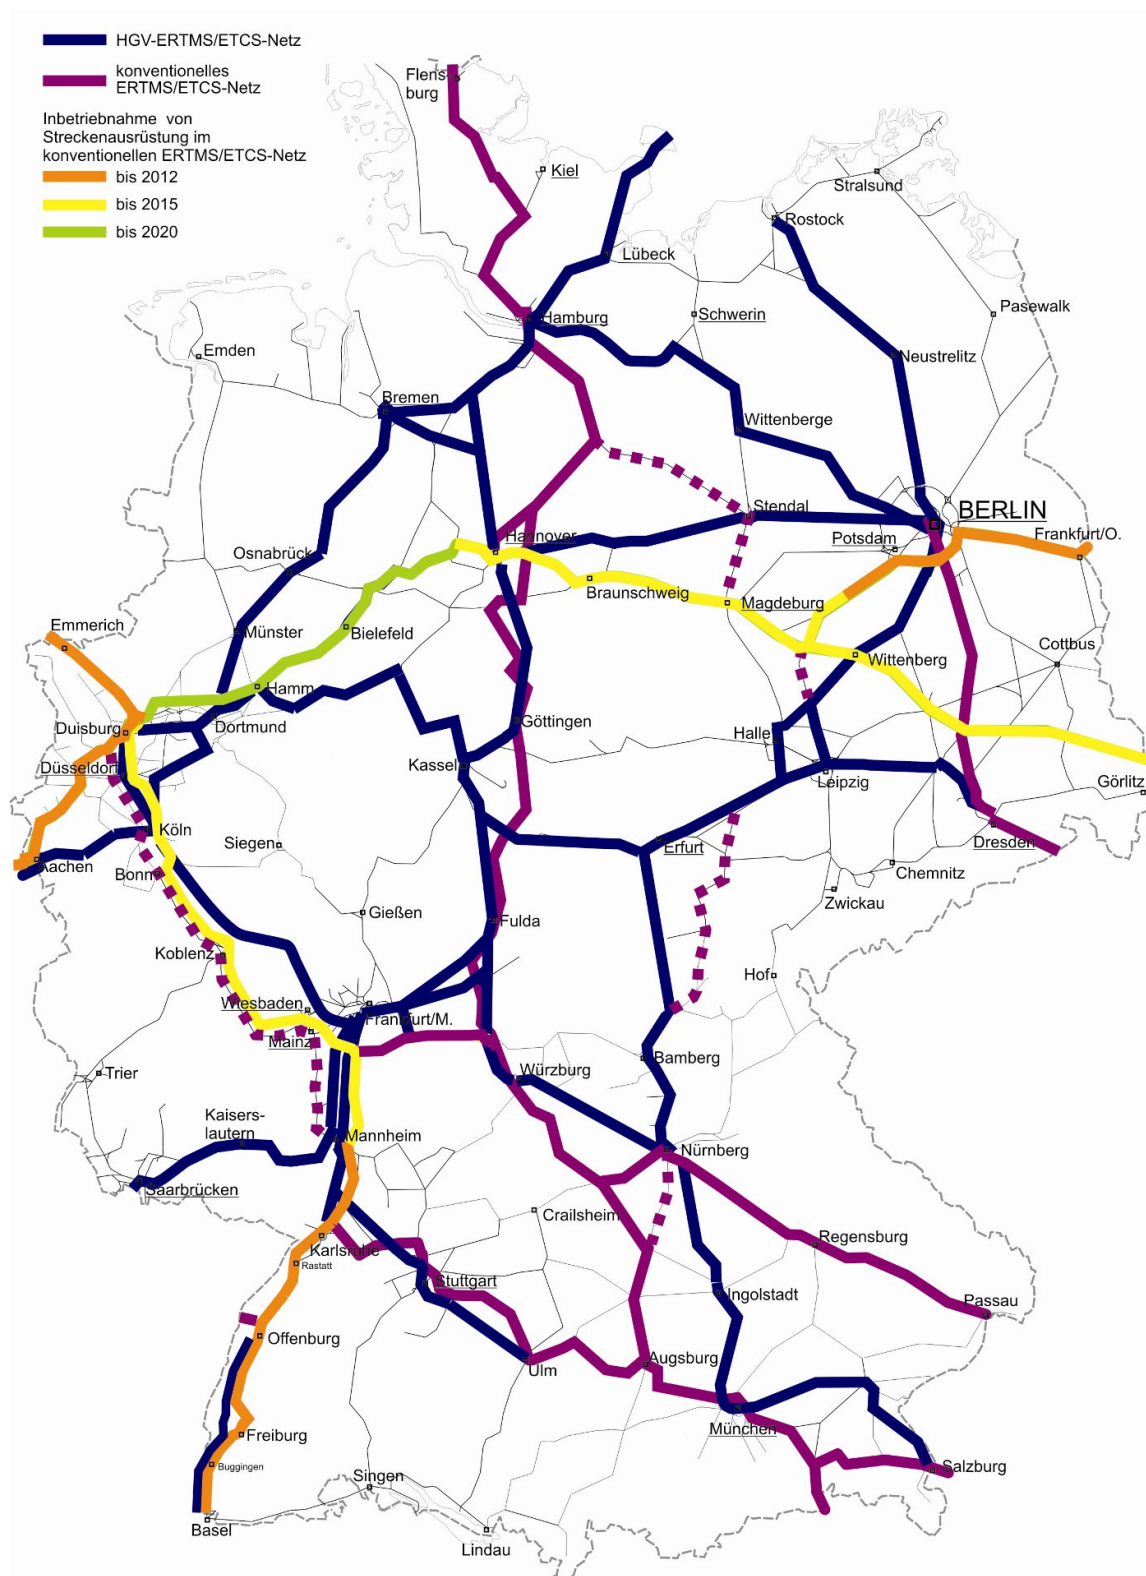 HGV-ERTMS/ETCS-Netz
konventionelles
ERTMS/ETCS-Netz
Inbetriebnahme von
Streckenausrüstung im
konventionellen ERTMS/ETCS-Netz
bis 2012
bis 2015
bis 2020
Flens-
burg
Kiel
Stralsund
Rostock
Lübeck
Schwerin
Pasewalk
Hamburg
Emden
Neustrelitz
Bremen
Wittenberge
Stendal
BERLIN
Hannover
Potsdam
Frankfurt/O.
Osnabrück
Braunschweig
Magdeburg
Emmerich
Münster
Bielefeld
Cottbus
Wittenberg
Hamm
Duisburg
Dortmund
Göttingen
Halle
Düsseldorf
Kassel
Leipzig
Görlitz
Köln
Siegen
Erfurt
Dresden
Aachen
Bonn
Chemnitz
Zwickau
Gießen
Fulda
Koblenz
Hof
Wiesbaden
Frankfurt/M.
Mainz
Bamberg
Trier
Würzburg
Kaisers-
lautern
Mannheim
Nürnberg
Saarbrücken
Crailsheim
Regensburg
Karlsruhe
Rastatt
Stuttgart
Ingolstadt
Passau
Offenburg
Augsburg
Ulm
München
Freiburg
Buggingen
Salzburg
Singen
Basel
Lindau